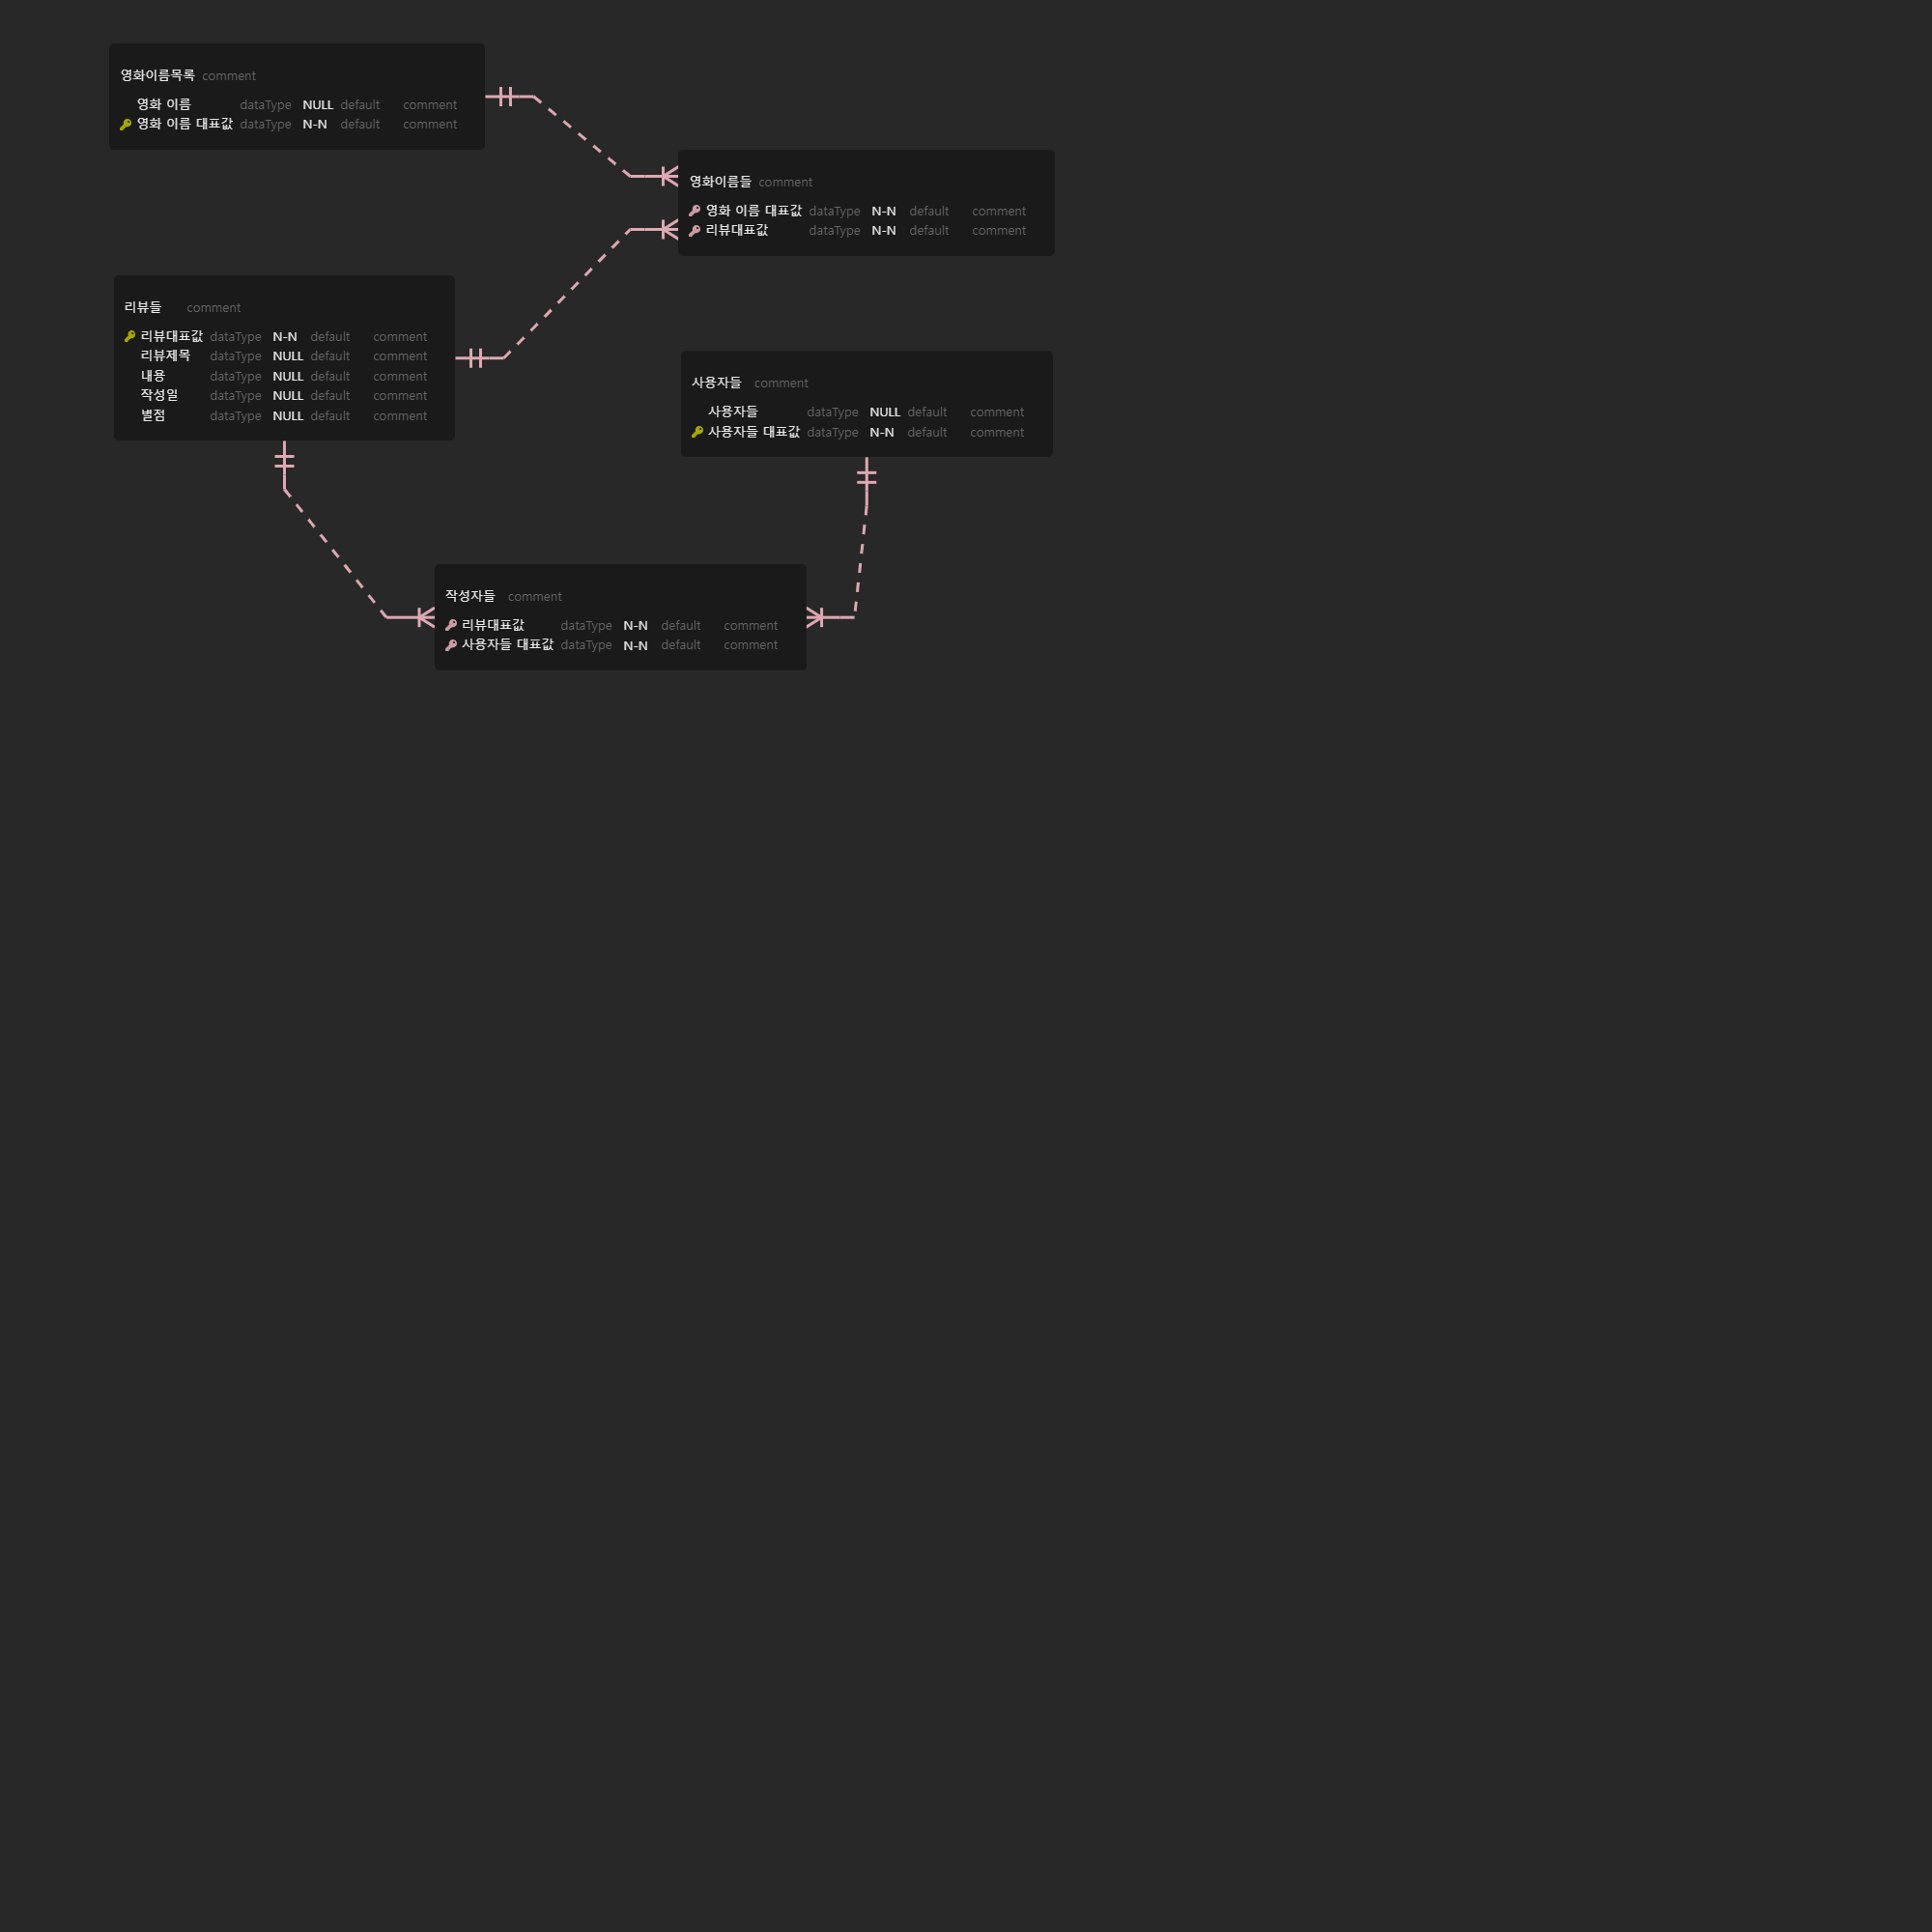 영화이름목록 comment
영화 이름 dataType NULL default comment
영화 이름 대표값 dataType N-N default comment
영화이름들 comment
영화 이름 대표값 dataType N-N default comment
리뷰대표값 dataType N-N default comment
리뷰들 comment
리뷰대표값 dataType N-N default comment
리뷰제목 dataType NULL default comment
내용 dataType NULL default comment
작성일 dataType NULL default comment
별점 dataType NULL default comment
사용자들 comment
사용자들 dataType NULL default comment
사용자들 대표값 dataType N-N default comment
작성자들 comment
리뷰대표값 dataType N-N default comment
사용자들 대표값 dataType N-N default comment